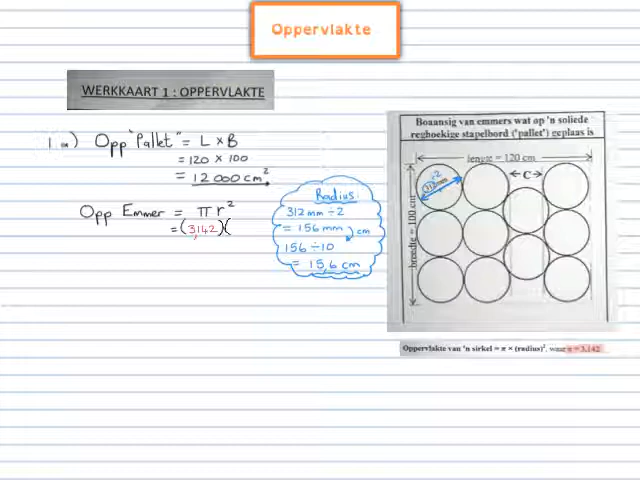 Oppervlakte
WERKKAART 1 : OPPERVLAKTE
1 a) Opp "Pallet" = L × B
= 120 × 100
= 12 000 cm²
Opp Emmer = π r²
= (3,142)(
Radius:
312 mm ÷ 2
= 156 mm
cm
156 ÷ 10
= 15,6 cm
Boaansig van emmers wat op 'n soliede
reghoekige stapelbord ('pallet') geplaas is
lengte = 120 cm
÷2
312mm
C
breedte = 100 cm
Oppervlakte van 'n sirkel = π × (radius)², waar π = 3,142